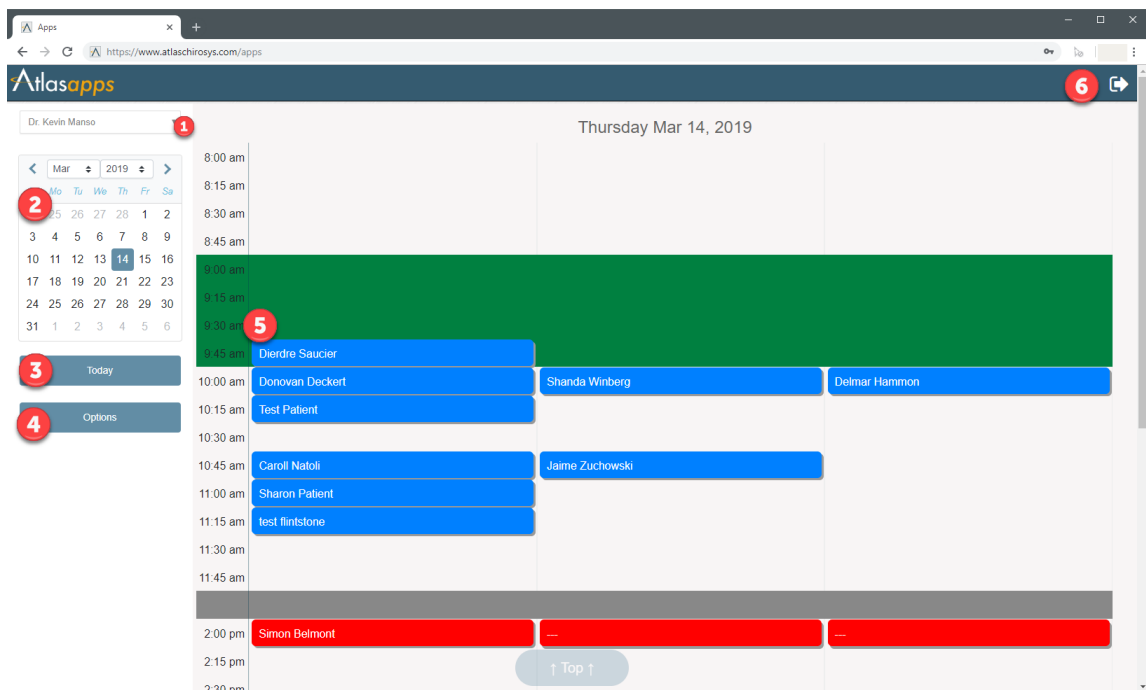 Apps
https://www.atlaschirosys.com/apps
Atlasapps
6
Dr. Kevin Manso
1
Thursday Mar 14, 2019
Mar 2019
Mo Tu We Th Fr Sa
2
25 26 27 28 1 2
3 4 5 6 7 8 9
10 11 12 13 14 15 16
17 18 19 20 21 22 23
24 25 26 27 28 29 30
31 1 2 3 4 5 6
3
Today
4
Options
8:00 am
8:15 am
8:30 am
8:45 am
9:00 am
9:15 am
9:30 am
5
9:45 am Dierdre Saucier
10:00 am Donovan Deckert Shanda Winberg Delmar Hammon
10:15 am Test Patient
10:30 am
10:45 am Caroll Natoli Jaime Zuchowski
11:00 am Sharon Patient
11:15 am test flintstone
11:30 am
11:45 am
2:00 pm Simon Belmont --- ---
2:15 pm
↑ Top ↑
2:30 pm